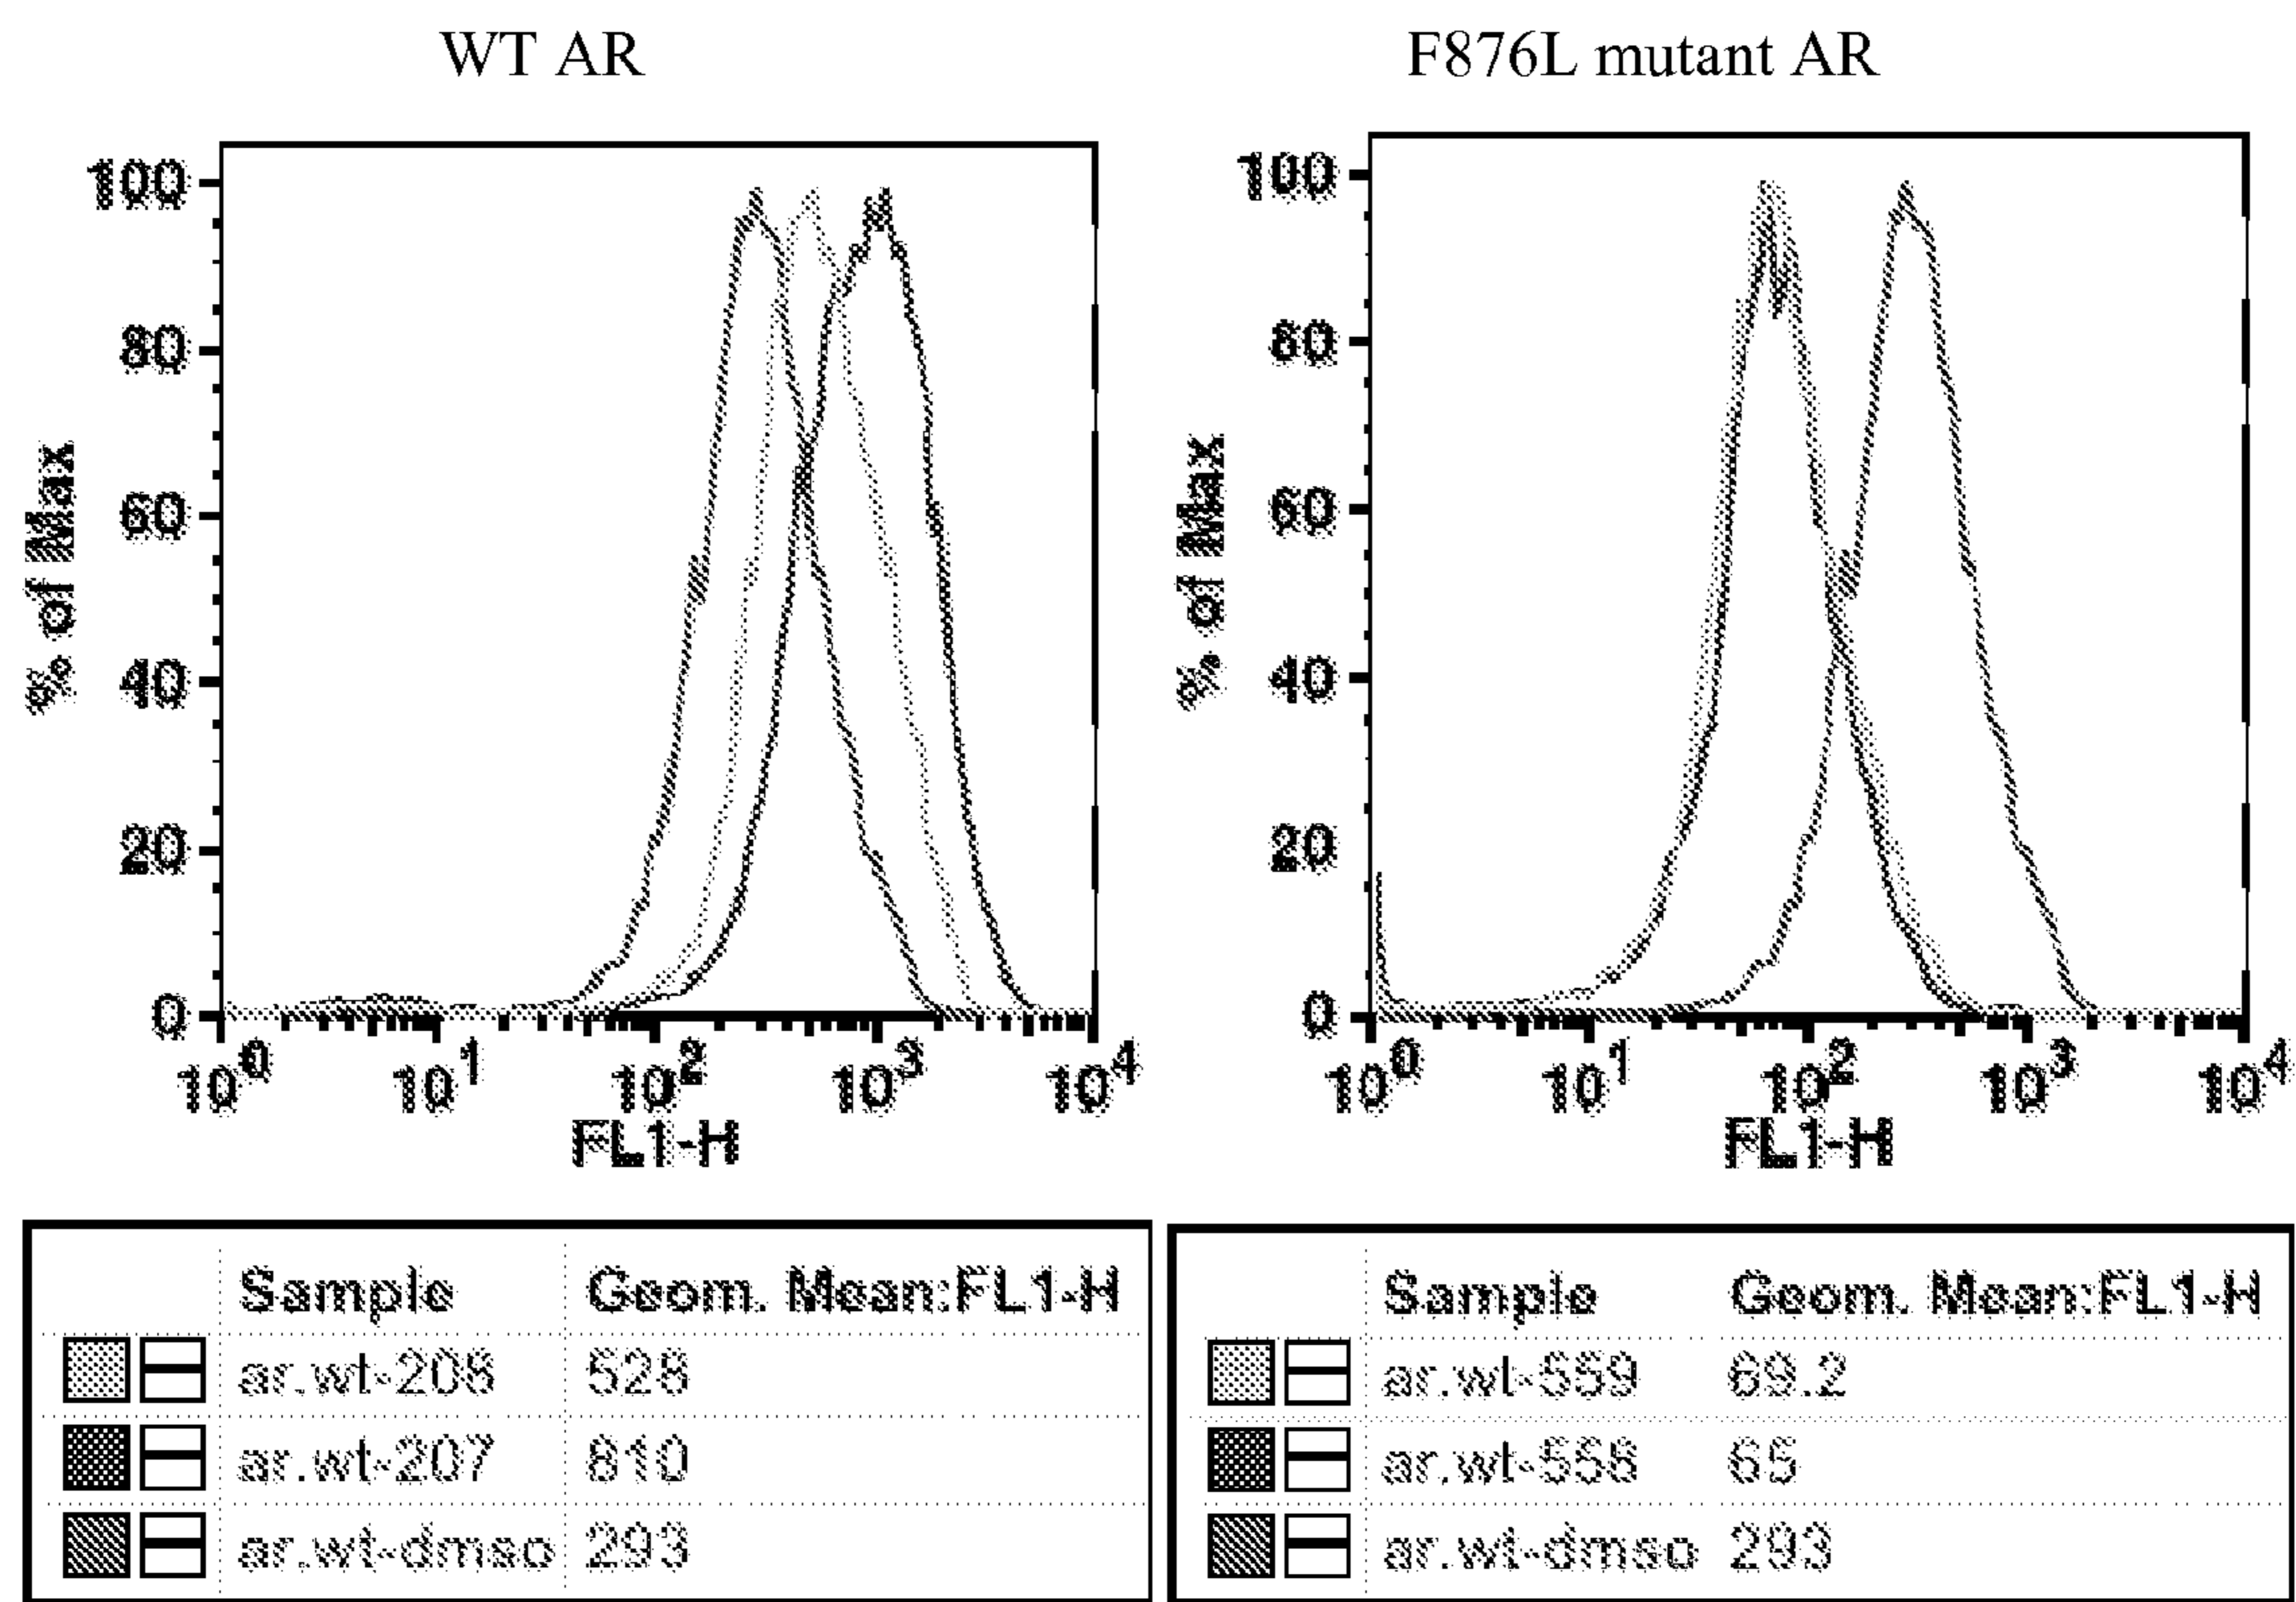 WT AR
F876L mutant AR
100
80
60
40
20
0
% of Max
10^0 10^1 10^2 10^3 10^4
FL1-H
100
80
60
40
20
0
% of Max
10^0 10^1 10^2 10^3 10^4
FL1-H
Sample Geom. Mean:FL1-H
ar.wt-208 528
ar.wt-207 810
ar.wt-dmso 293
Sample Geom. Mean:FL1-H
ar.wt-559 69.2
ar.wt-558 65
ar.wt-dmso 293